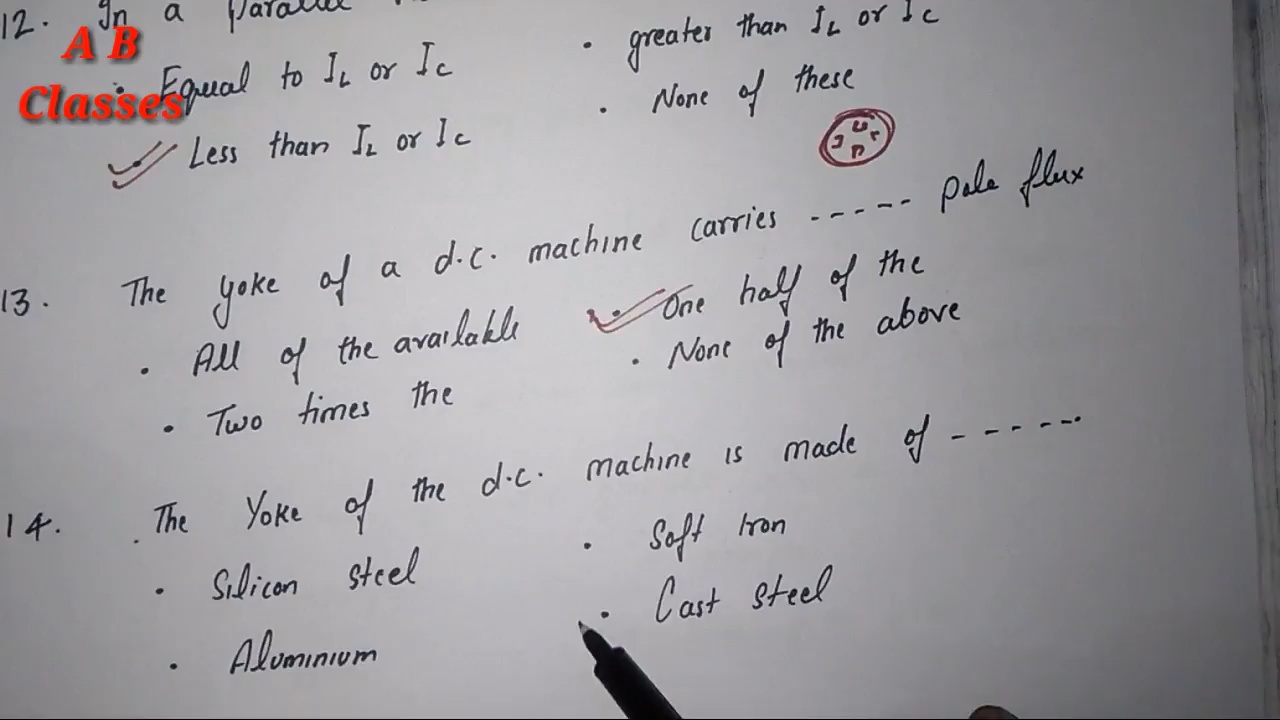 12. In a parallel
A B
Classes
. Equal to IL or IC
. greater than IL or IC
Less than IL or IC
. None of these
13. The yoke of a d.c. machine carries ----- pole flux
. All of the available
. One half of the
. Two times the
. None of the above
14. The Yoke of the d.c. machine is made of -----.
. Silicon steel
. Soft Iron
. Aluminium
. Cast steel